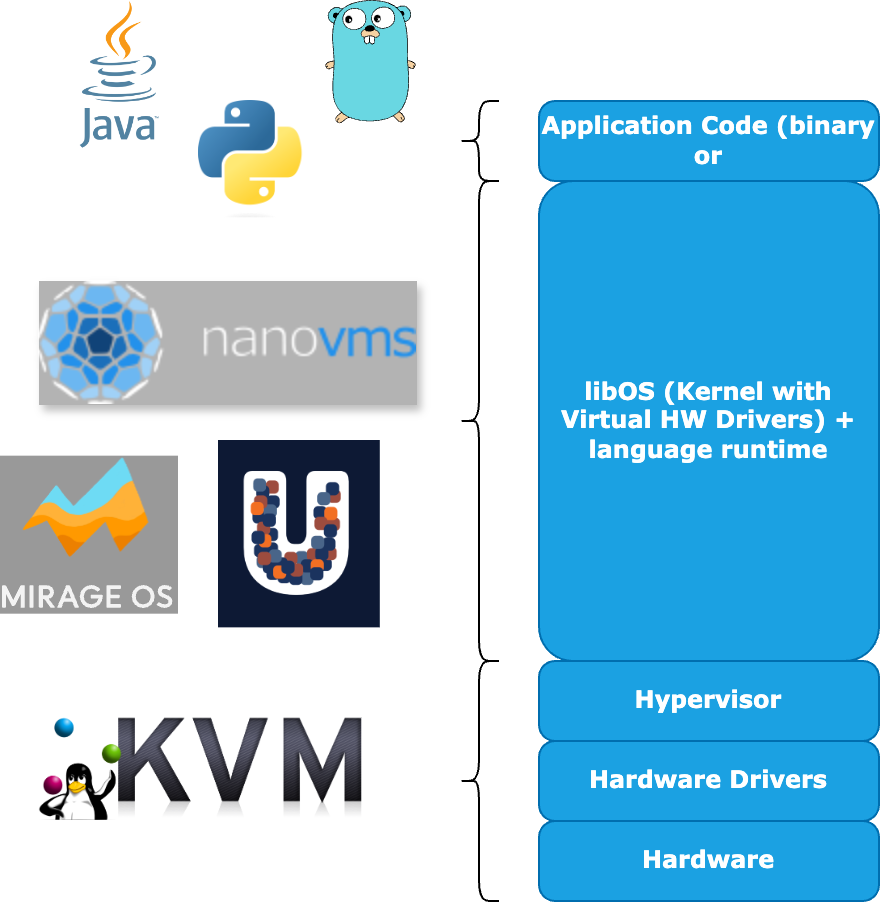 Java
Application Code (binary
or
nanovms
libOS (Kernel with
Virtual HW Drivers) +
language runtime
MIRAGE OS
U
Hypervisor
KVM
Hardware Drivers
Hardware